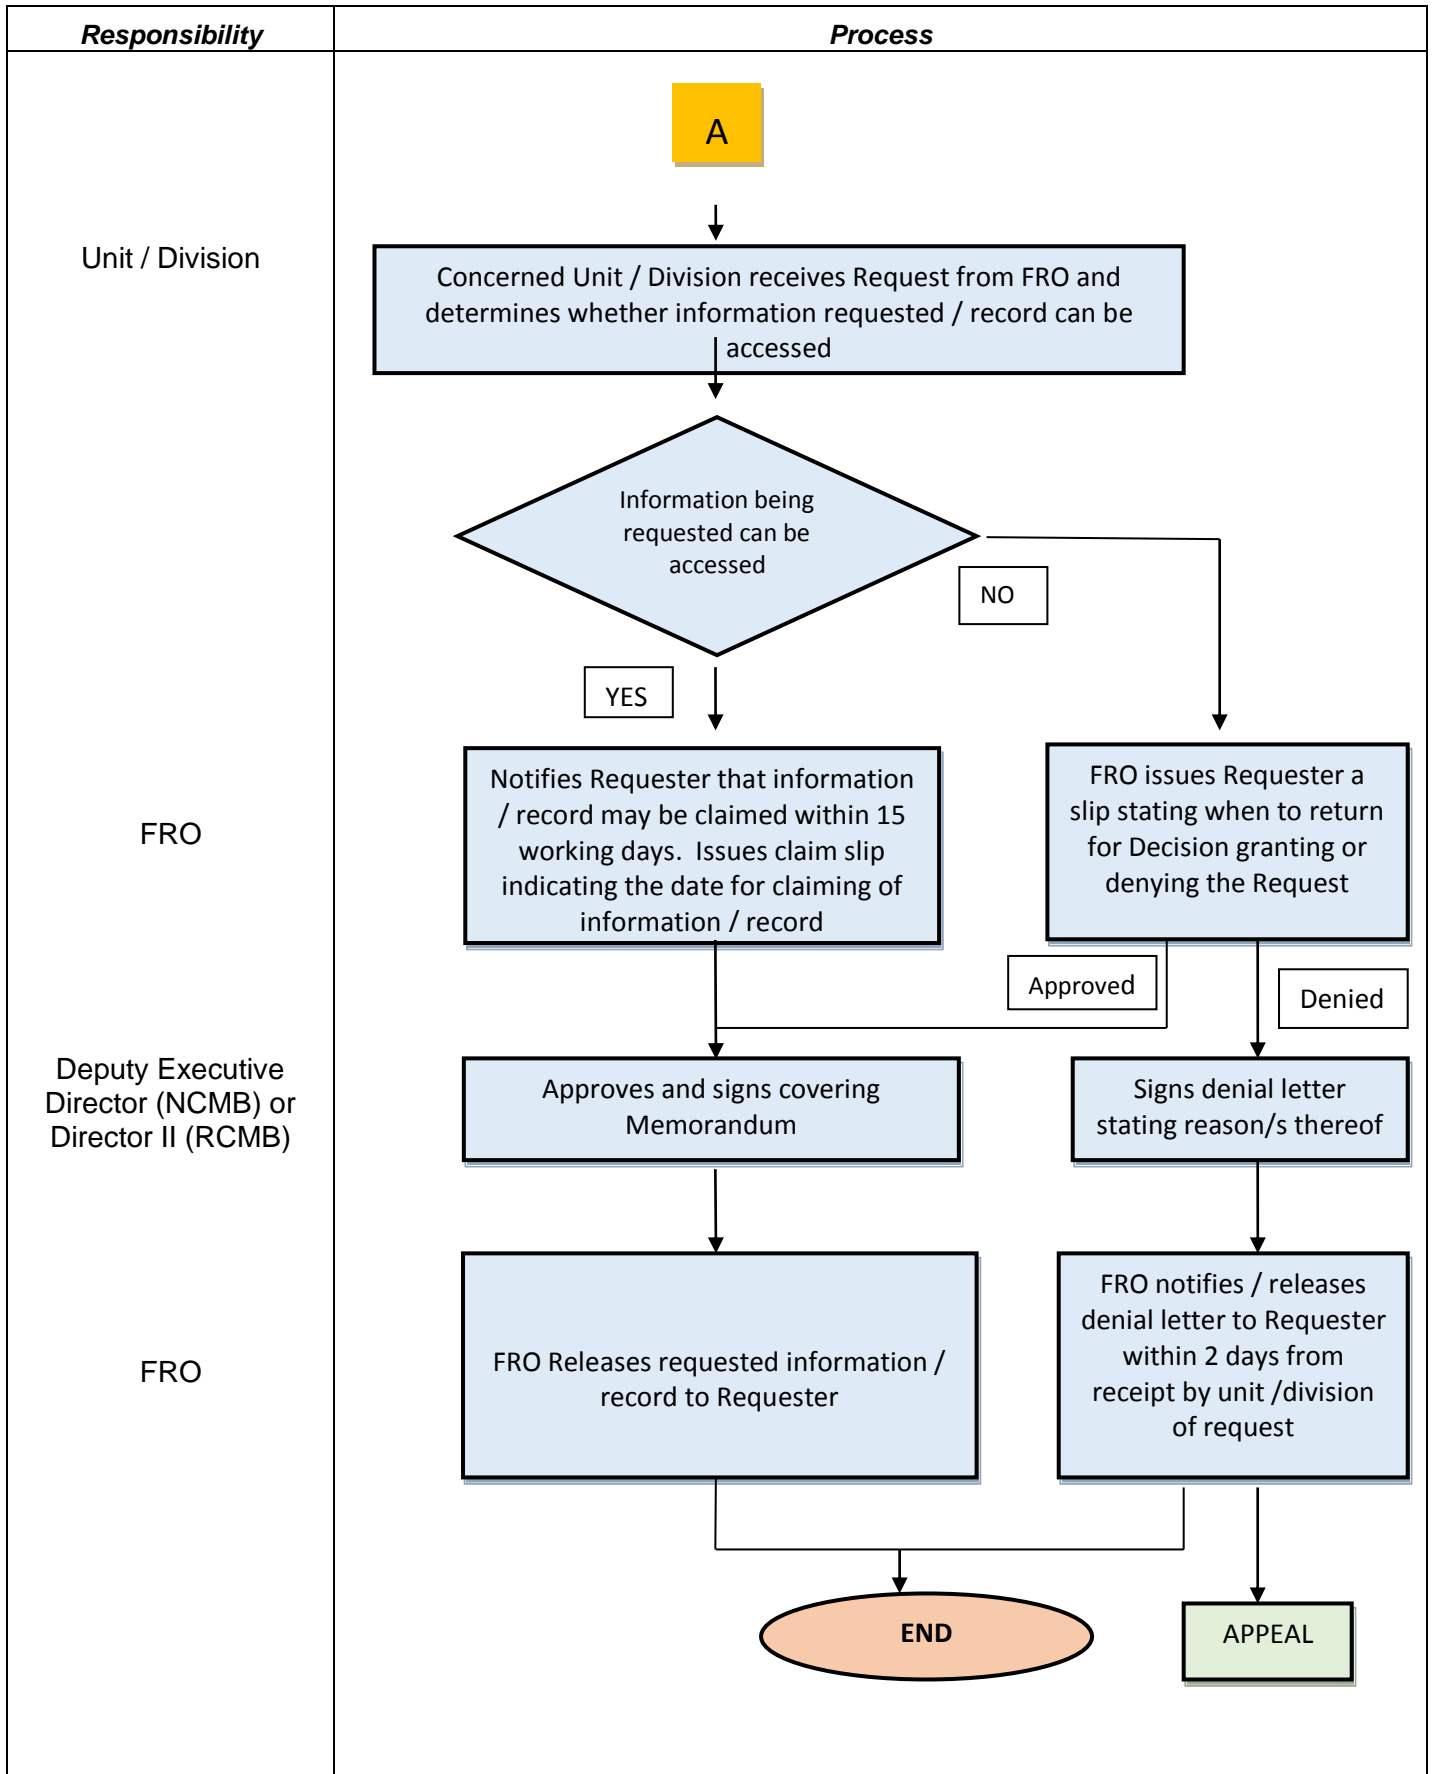 Responsibility
Process
A
Unit / Division
Concerned Unit / Division receives Request from FRO and
determines whether information requested / record can be
accessed
Information being
requested can be
accessed
NO
YES
FRO
Notifies Requester that information
/ record may be claimed within 15
working days.  Issues claim slip
indicating the date for claiming of
information / record
FRO issues Requester a
slip stating when to return
for Decision granting or
denying the Request
Approved
Denied
Deputy Executive
Director (NCMB) or
Director II (RCMB)
Approves and signs covering
Memorandum
Signs denial letter
stating reason/s thereof
FRO
FRO Releases requested information /
record to Requester
FRO notifies / releases
denial letter to Requester
within 2 days from
receipt by unit /division
of request
END
APPEAL